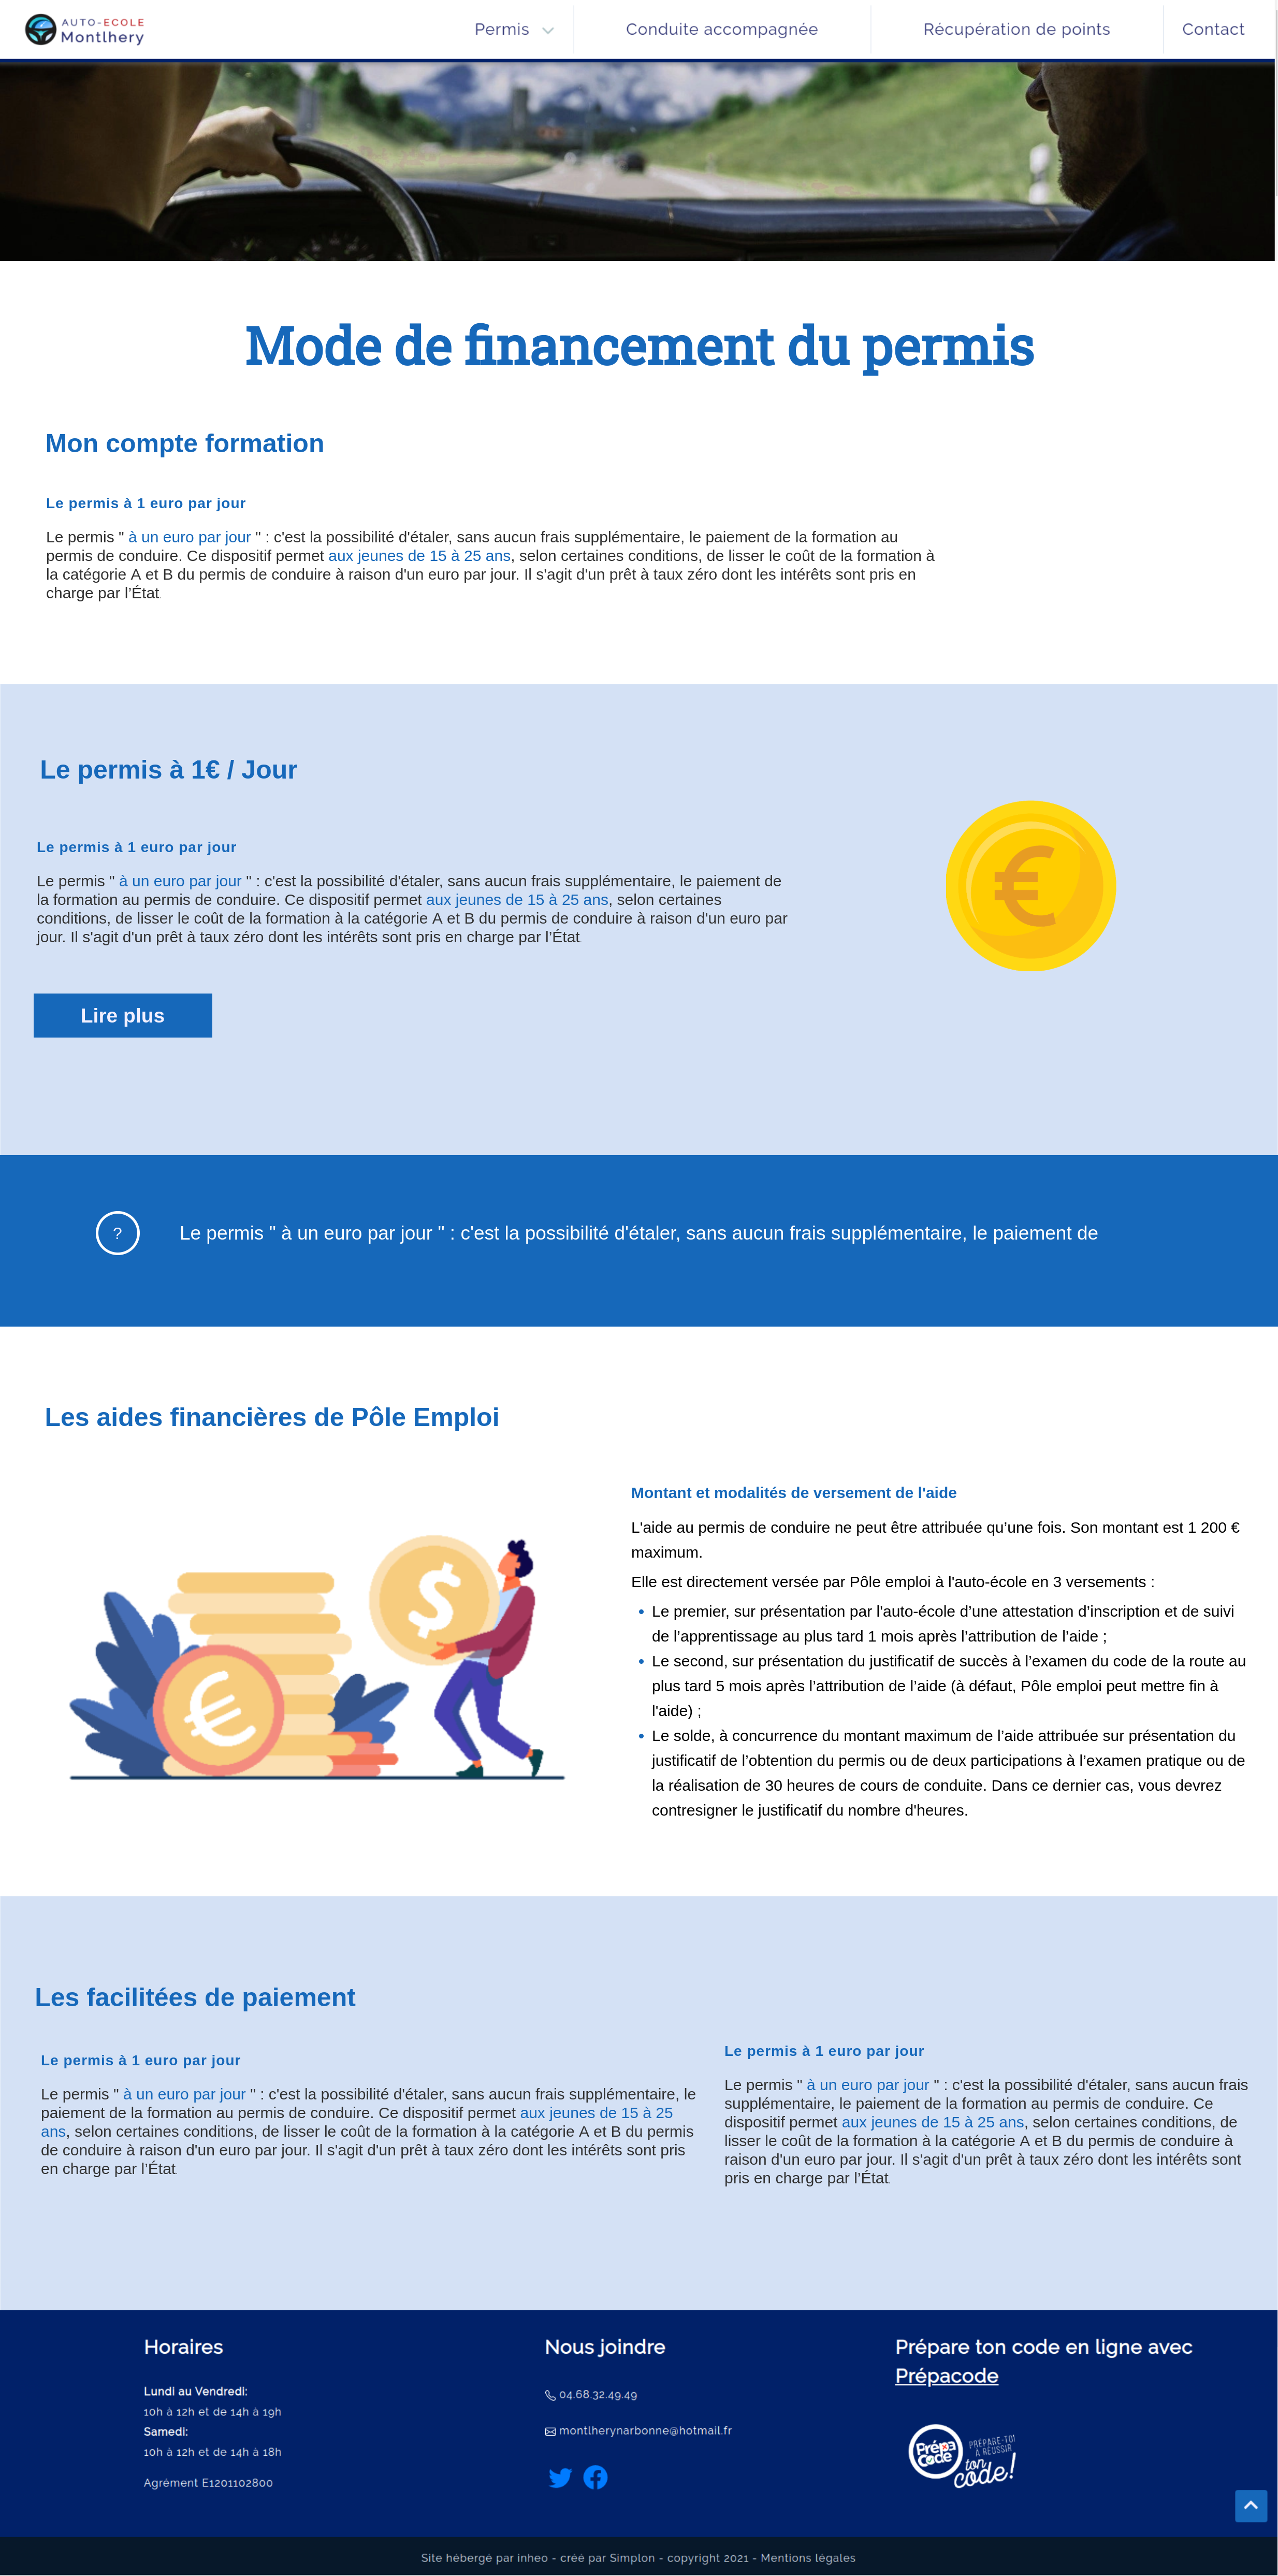 AUTO-ECOLE
Montlhery
Permis
Conduite accompagnée
Récupération de points
Contact
Mode de financement du permis
Mon compte formation
Le permis à 1 euro par jour
Le permis " à un euro par jour " : c'est la possibilité d'étaler, sans aucun frais supplémentaire, le paiement de la formation au
permis de conduire. Ce dispositif permet aux jeunes de 15 à 25 ans, selon certaines conditions, de lisser le coût de la formation à
la catégorie A et B du permis de conduire à raison d'un euro par jour. Il s'agit d'un prêt à taux zéro dont les intérêts sont pris en
charge par l’État.
Le permis à 1€ / Jour
Le permis à 1 euro par jour
Le permis " à un euro par jour " : c'est la possibilité d'étaler, sans aucun frais supplémentaire, le paiement de
la formation au permis de conduire. Ce dispositif permet aux jeunes de 15 à 25 ans, selon certaines
conditions, de lisser le coût de la formation à la catégorie A et B du permis de conduire à raison d'un euro par
jour. Il s'agit d'un prêt à taux zéro dont les intérêts sont pris en charge par l’État.
€
Lire plus
?
Le permis " à un euro par jour " : c'est la possibilité d'étaler, sans aucun frais supplémentaire, le paiement de
Les aides financières de Pôle Emploi
$
€
Montant et modalités de versement de l'aide
L'aide au permis de conduire ne peut être attribuée qu’une fois. Son montant est 1 200 €
maximum.
Elle est directement versée par Pôle emploi à l'auto-école en 3 versements :
• Le premier, sur présentation par l'auto-école d’une attestation d’inscription et de suivi
de l’apprentissage au plus tard 1 mois après l’attribution de l’aide ;
• Le second, sur présentation du justificatif de succès à l’examen du code de la route au
plus tard 5 mois après l’attribution de l’aide (à défaut, Pôle emploi peut mettre fin à
l'aide) ;
• Le solde, à concurrence du montant maximum de l’aide attribuée sur présentation du
justificatif de l’obtention du permis ou de deux participations à l’examen pratique ou de
la réalisation de 30 heures de cours de conduite. Dans ce dernier cas, vous devrez
contresigner le justificatif du nombre d'heures.
Les facilitées de paiement
Le permis à 1 euro par jour
Le permis " à un euro par jour " : c'est la possibilité d'étaler, sans aucun frais supplémentaire, le
paiement de la formation au permis de conduire. Ce dispositif permet aux jeunes de 15 à 25
ans, selon certaines conditions, de lisser le coût de la formation à la catégorie A et B du permis
de conduire à raison d'un euro par jour. Il s'agit d'un prêt à taux zéro dont les intérêts sont pris
en charge par l’État.
Le permis à 1 euro par jour
Le permis " à un euro par jour " : c'est la possibilité d'étaler, sans aucun frais
supplémentaire, le paiement de la formation au permis de conduire. Ce
dispositif permet aux jeunes de 15 à 25 ans, selon certaines conditions, de
lisser le coût de la formation à la catégorie A et B du permis de conduire à
raison d'un euro par jour. Il s'agit d'un prêt à taux zéro dont les intérêts sont
pris en charge par l’État.
Horaires
Lundi au Vendredi:
10h à 12h et de 14h à 19h
Samedi:
10h à 12h et de 14h à 18h
Agrément E1201102800
Nous joindre
04.68.32.49.49
montlherynarbonne@hotmail.fr
Prépare ton code en ligne avec
Prépacode
Prépa
Code
PRÉPARE-TOI
À RÉUSSIR
ton
code!
Site hébergé par inheo - créé par Simplon - copyright 2021 - Mentions légales